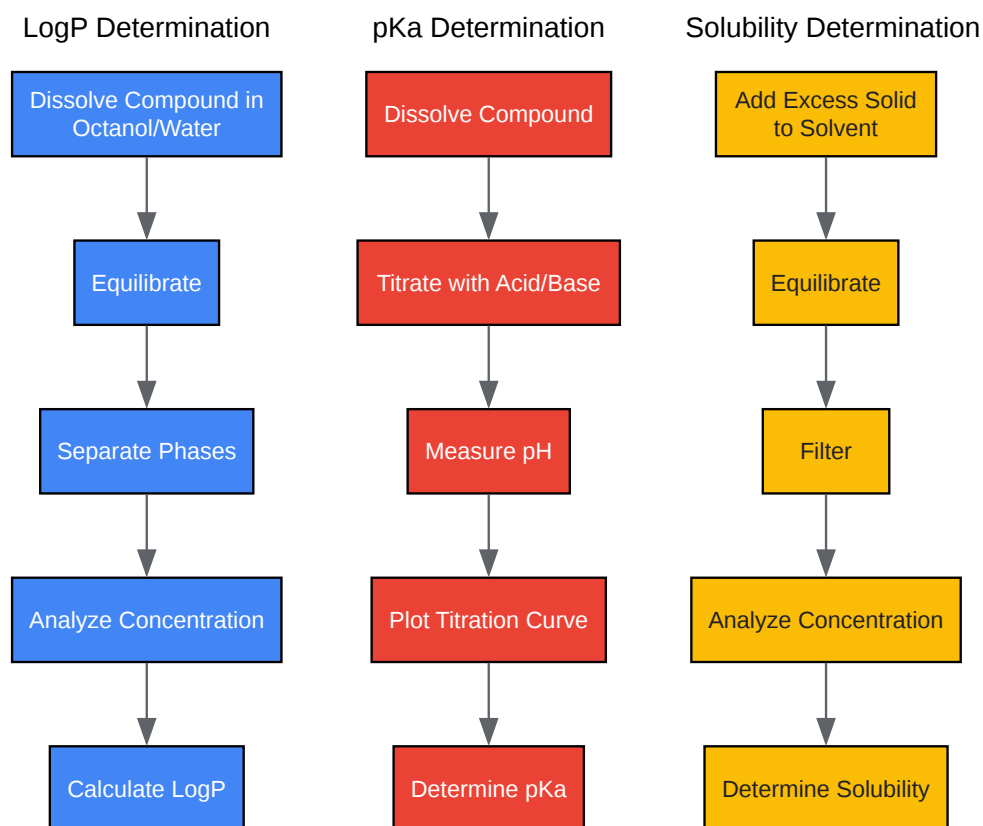 LogP Determination
Dissolve Compound in
Octanol/Water
Equilibrate
Separate Phases
Analyze Concentration
Calculate LogP
pKa Determination
Dissolve Compound
Titrate with Acid/Base
Measure pH
Plot Titration Curve
Determine pKa
Solubility Determination
Add Excess Solid
to Solvent
Equilibrate
Filter
Analyze Concentration
Determine Solubility